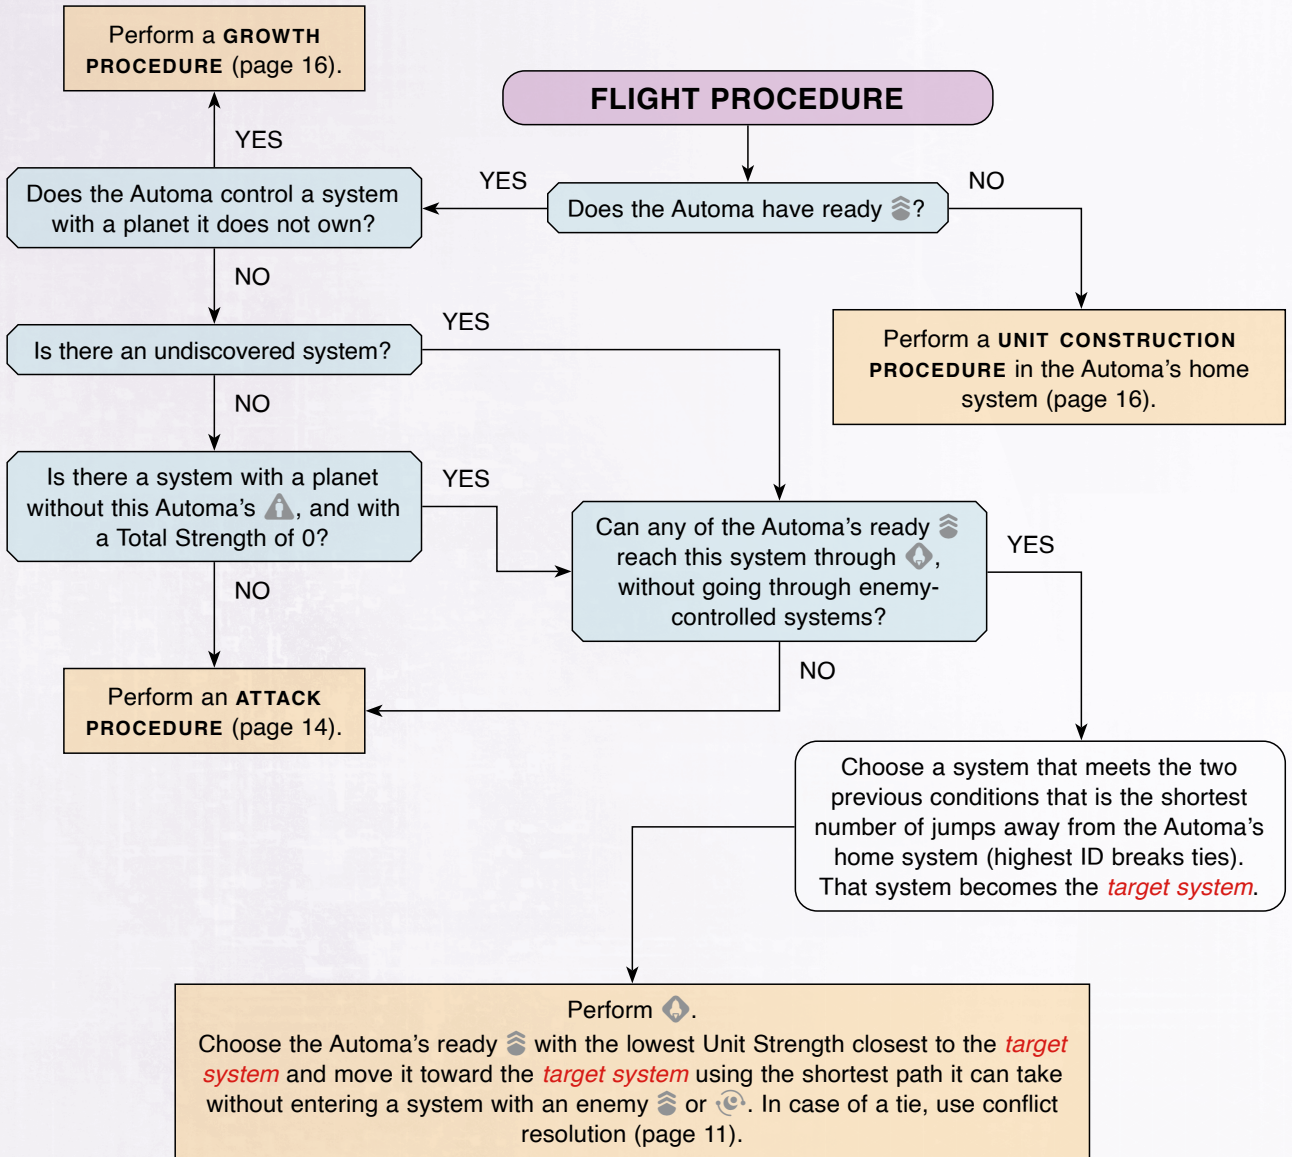 Perform a GROWTH
PROCEDURE (page 16).
FLIGHT PROCEDURE
YES
Does the Automa control a system
with a planet it does not own?
YES
Does the Automa have ready ?
NO
NO
Is there an undiscovered system?
YES
Perform a UNIT CONSTRUCTION
PROCEDURE in the Automa’s home
system (page 16).
NO
Is there a system with a planet
without this Automa’s , and with
a Total Strength of 0?
YES
Can any of the Automa’s ready
reach this system through ,
without going through enemy-
controlled systems?
YES
NO
NO
Perform an ATTACK
PROCEDURE (page 14).
Choose a system that meets the two
previous conditions that is the shortest
number of jumps away from the Automa’s
home system (highest ID breaks ties).
That system becomes the target system.
Perform .
Choose the Automa’s ready with the lowest Unit Strength closest to the target
system and move it toward the target system using the shortest path it can take
without entering a system with an enemy or . In case of a tie, use conflict
resolution (page 11).